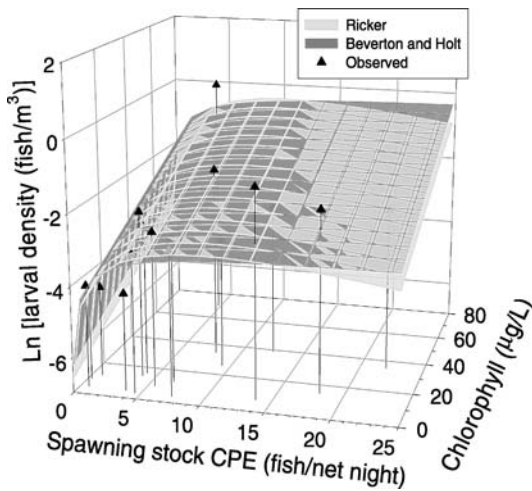 Ricker
Beverton and Holt
Observed
Ln [larval density (fish/m³)]
2
0
-2
-4
-6
0
5
10
15
20
25
Spawning stock CPE (fish/net night)
0
20
40
60
80
Chlorophyll (μg/L)